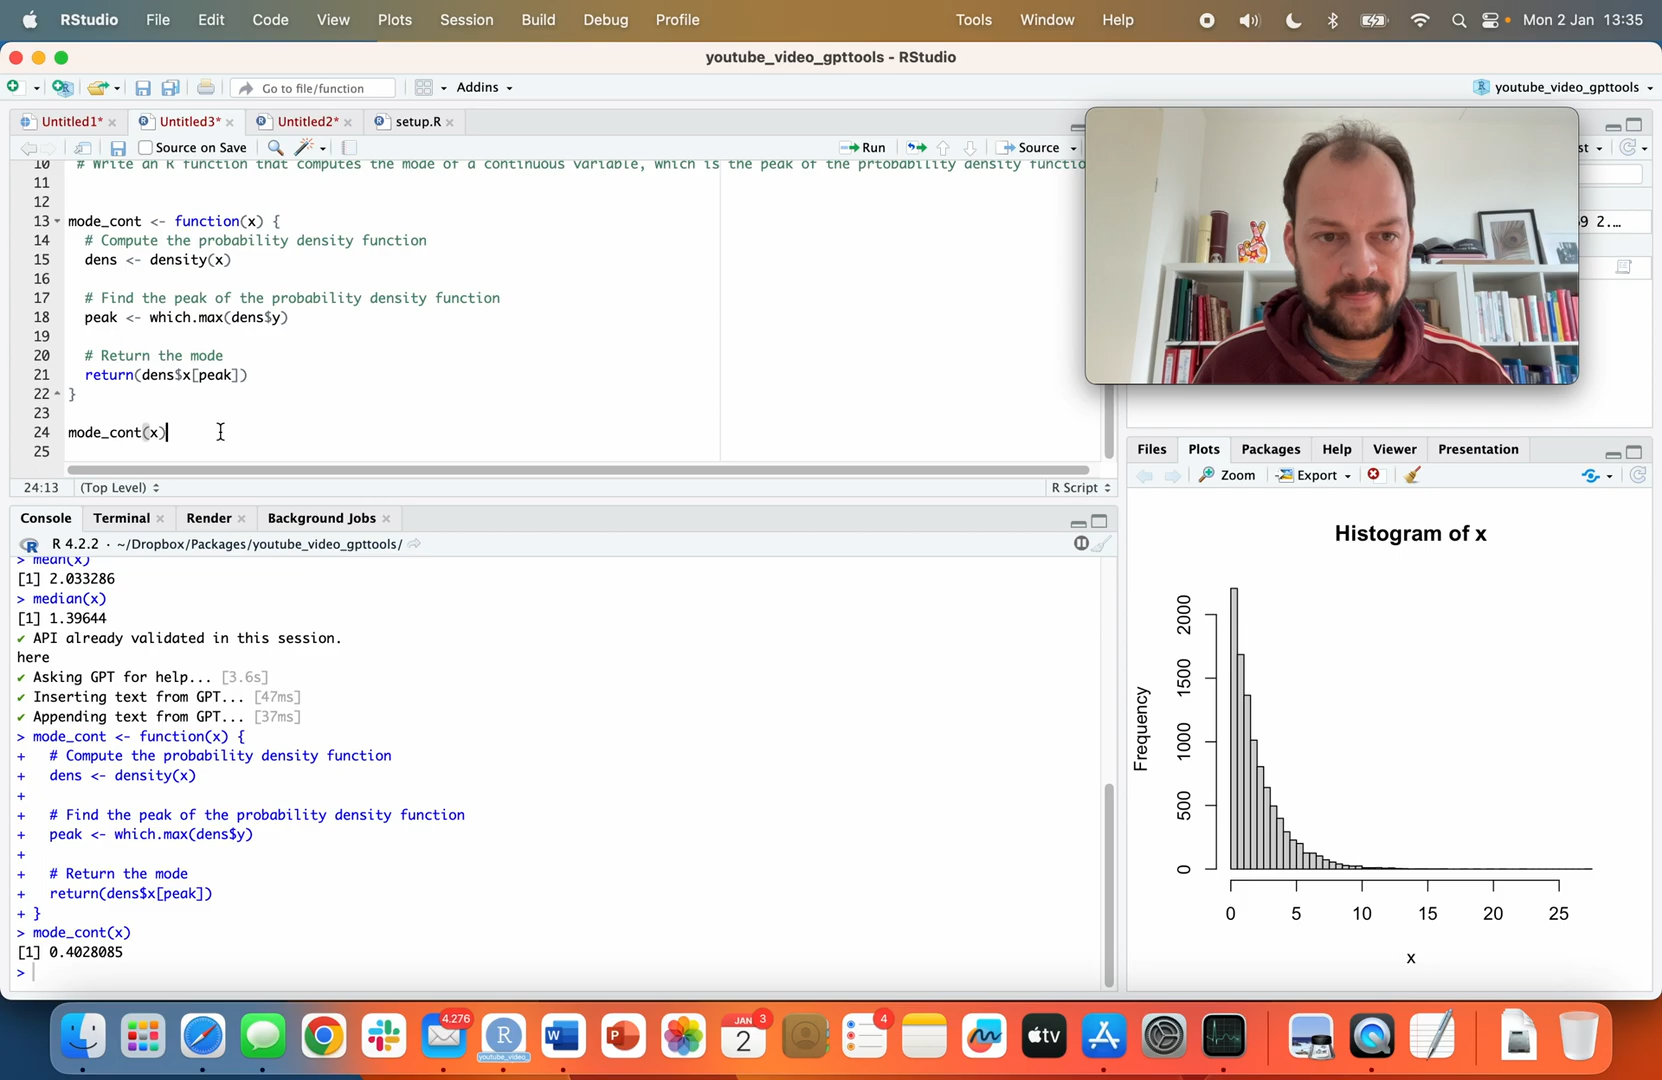 RStudio File Edit Code View Plots Session Build Debug Profile Tools Window Help Mon 2 Jan 13:35
youtube_video_gpttools - RStudio
Go to file/function Addins youtube_video_gpttools
Untitled1* Untitled3* Untitled2* setup.R
Source on Save Run Source
10 # Write an R function that computes the mode of a continuous variable, which is the peak of the prtobability density functio
11
12
13 mode_cont <- function(x) {
14 # Compute the probability density function
15 dens <- density(x)
16
17 # Find the peak of the probability density function
18 peak <- which.max(dens$y)
19
20 # Return the mode
21 return(dens$x[peak])
22 }
23
24 mode_cont(x)
25
24:13 (Top Level) R Script
Console Terminal Render Background Jobs
R 4.2.2 · ~/Dropbox/Packages/youtube_video_gpttools/
> mean(x)
[1] 2.033286
> median(x)
[1] 1.39644
✔ API already validated in this session.
here
✔ Asking GPT for help... [3.6s]
✔ Inserting text from GPT... [47ms]
✔ Appending text from GPT... [37ms]
> mode_cont <- function(x) {
+ # Compute the probability density function
+ dens <- density(x)
+
+ # Find the peak of the probability density function
+ peak <- which.max(dens$y)
+
+ # Return the mode
+ return(dens$x[peak])
+ }
> mode_cont(x)
[1] 0.4028085
>
st
9 2....
Files Plots Packages Help Viewer Presentation
Zoom Export
Histogram of x
Frequency
2000
1500
1000
500
0
0 5 10 15 20 25
x
4.276
R
youtube_video_
W
P
JAN 3
2
4
tv